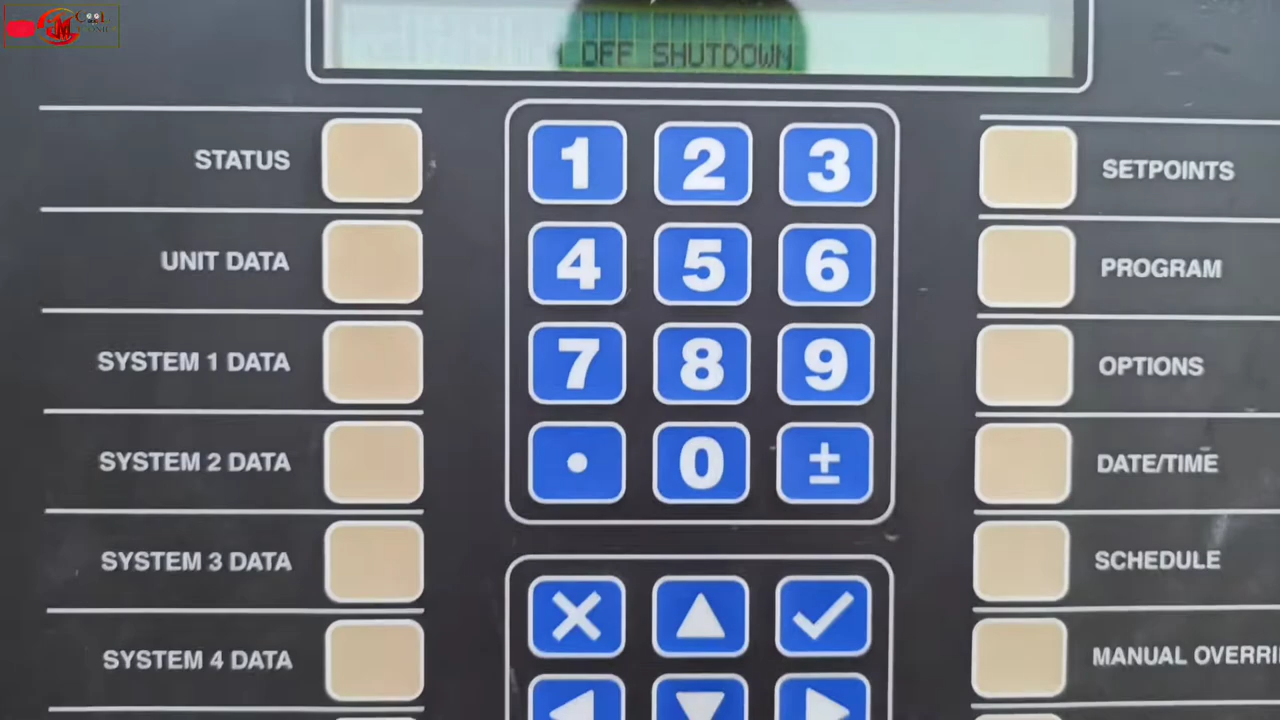 OFF SHUTDOWN
STATUS
UNIT DATA
SYSTEM 1 DATA
SYSTEM 2 DATA
SYSTEM 3 DATA
SYSTEM 4 DATA
1 2 3
4 5 6
7 8 9
• 0 ±
SETPOINTS
PROGRAM
OPTIONS
DATE/TIME
SCHEDULE
MANUAL OVERRI